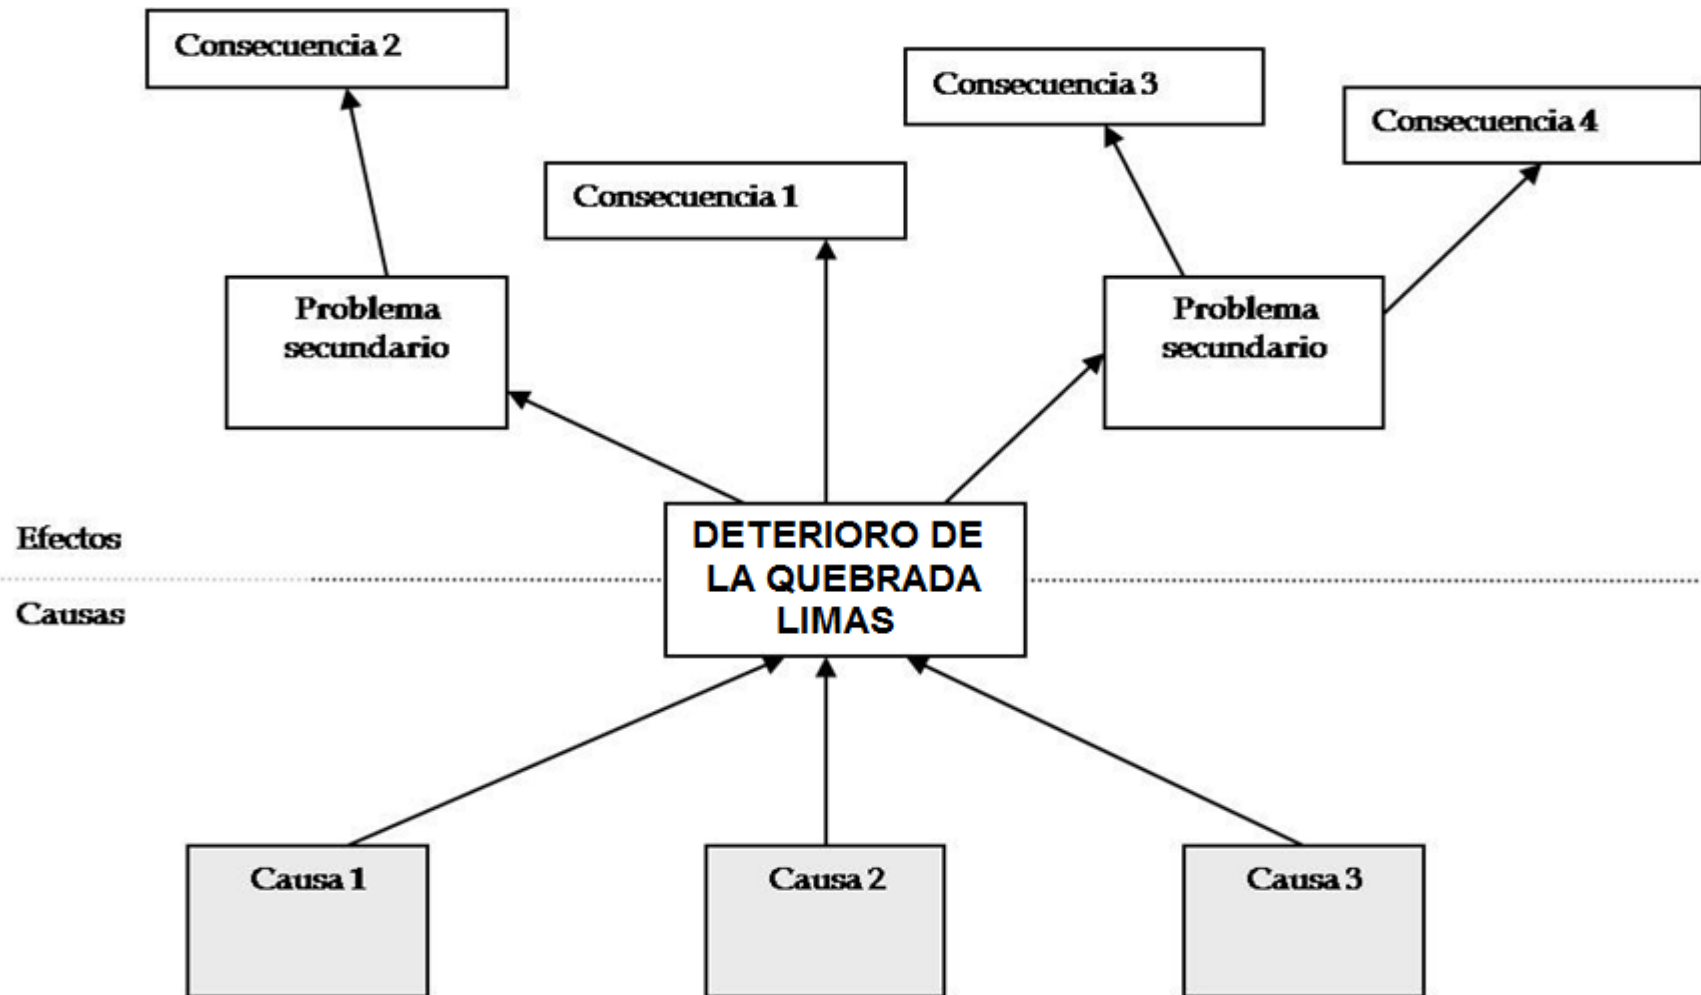 Consecuencia 2
Consecuencia 3
Consecuencia 4
Consecuencia 1
Problema
secundario
Problema
secundario
DETERIORO DE
LA QUEBRADA
LIMAS
Efectos
Causas
Causa 1
Causa 2
Causa 3